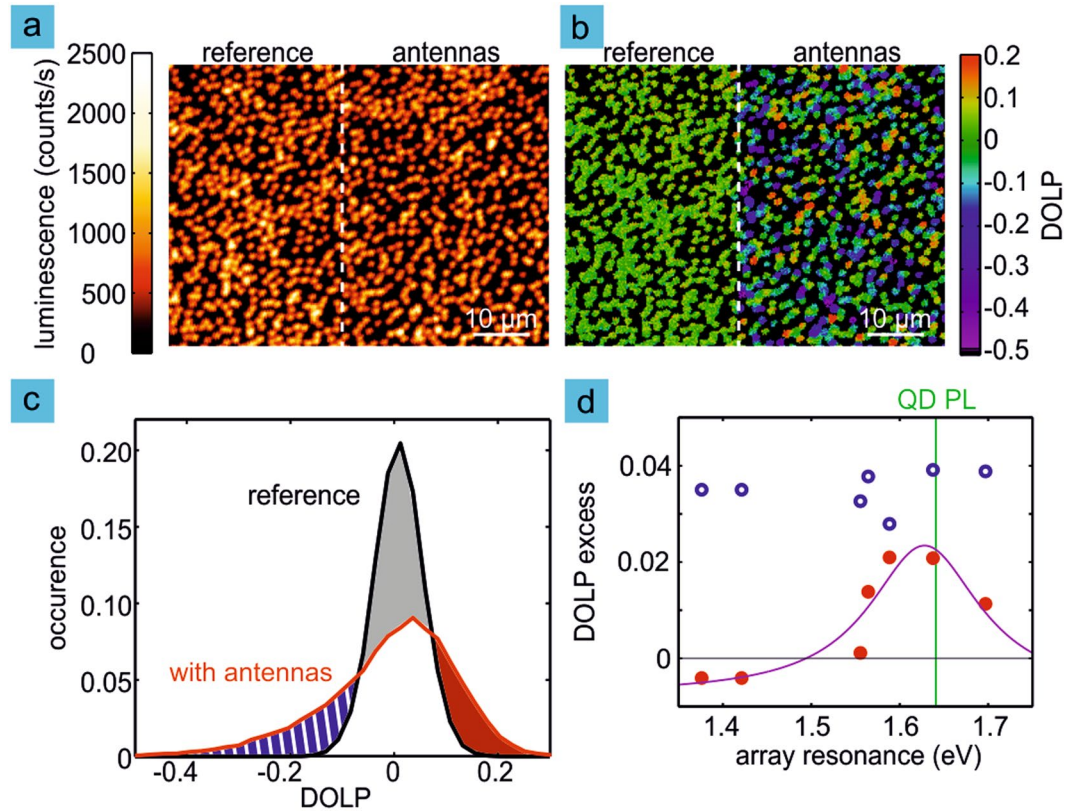 a
reference
antennas
luminescence (counts/s)
2500
2000
1500
1000
500
0
10 µm
b
reference
antennas
0.2
0.1
0
-0.1
-0.2
-0.3
-0.4
-0.5
DOLP
10 µm
c
occurence
0.20
0.15
0.10
0.05
0
reference
with antennas
-0.4
-0.2
0
0.2
DOLP
d
QD PL
DOLP excess
0.04
0.02
0
1.4
1.5
1.6
1.7
array resonance (eV)